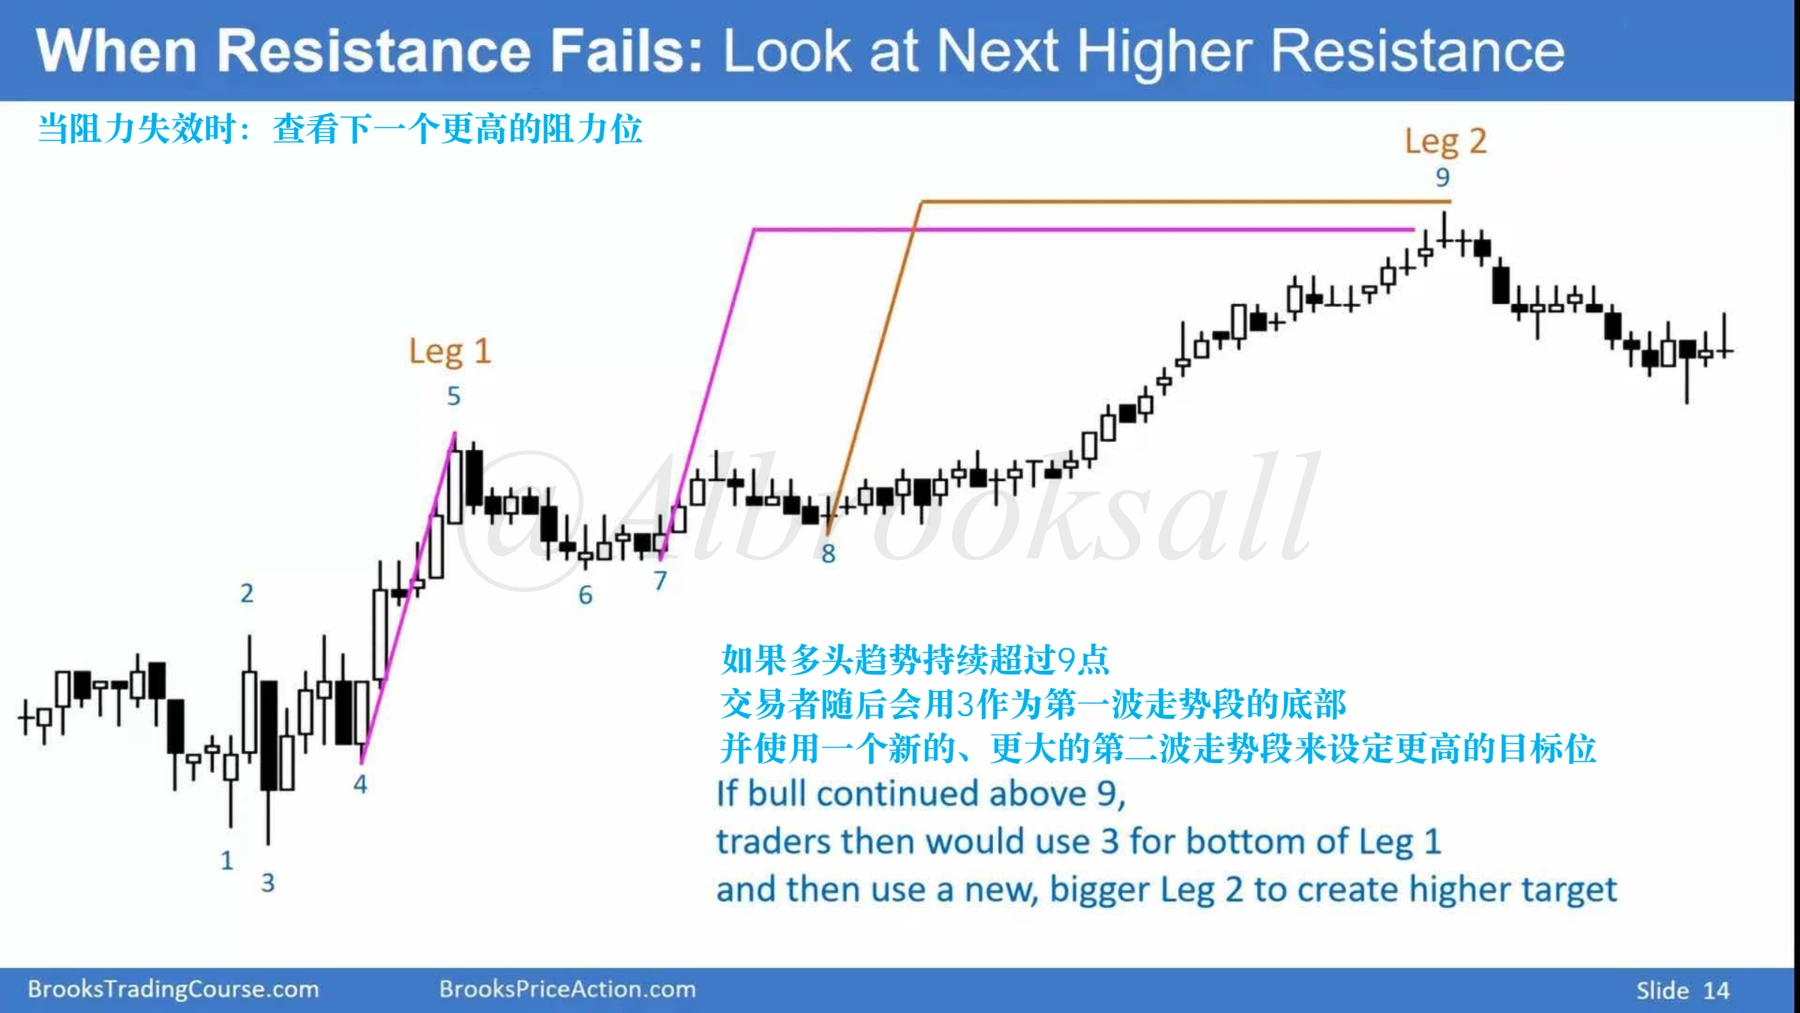 When Resistance Fails: Look at Next Higher Resistance
当阻力失效时：查看下一个更高的阻力位
Leg 2
9
Leg 1
5
@Albrooksall
8
7
6
2
4
1
3
如果多头趋势持续超过9点
交易者随后会用3作为第一波走势段的底部
并使用一个新的、更大的第二波走势段来设定更高的目标位
If bull continued above 9,
traders then would use 3 for bottom of Leg 1
and then use a new, bigger Leg 2 to create higher target
BrooksTradingCourse.com
BrooksPriceAction.com
Slide 14